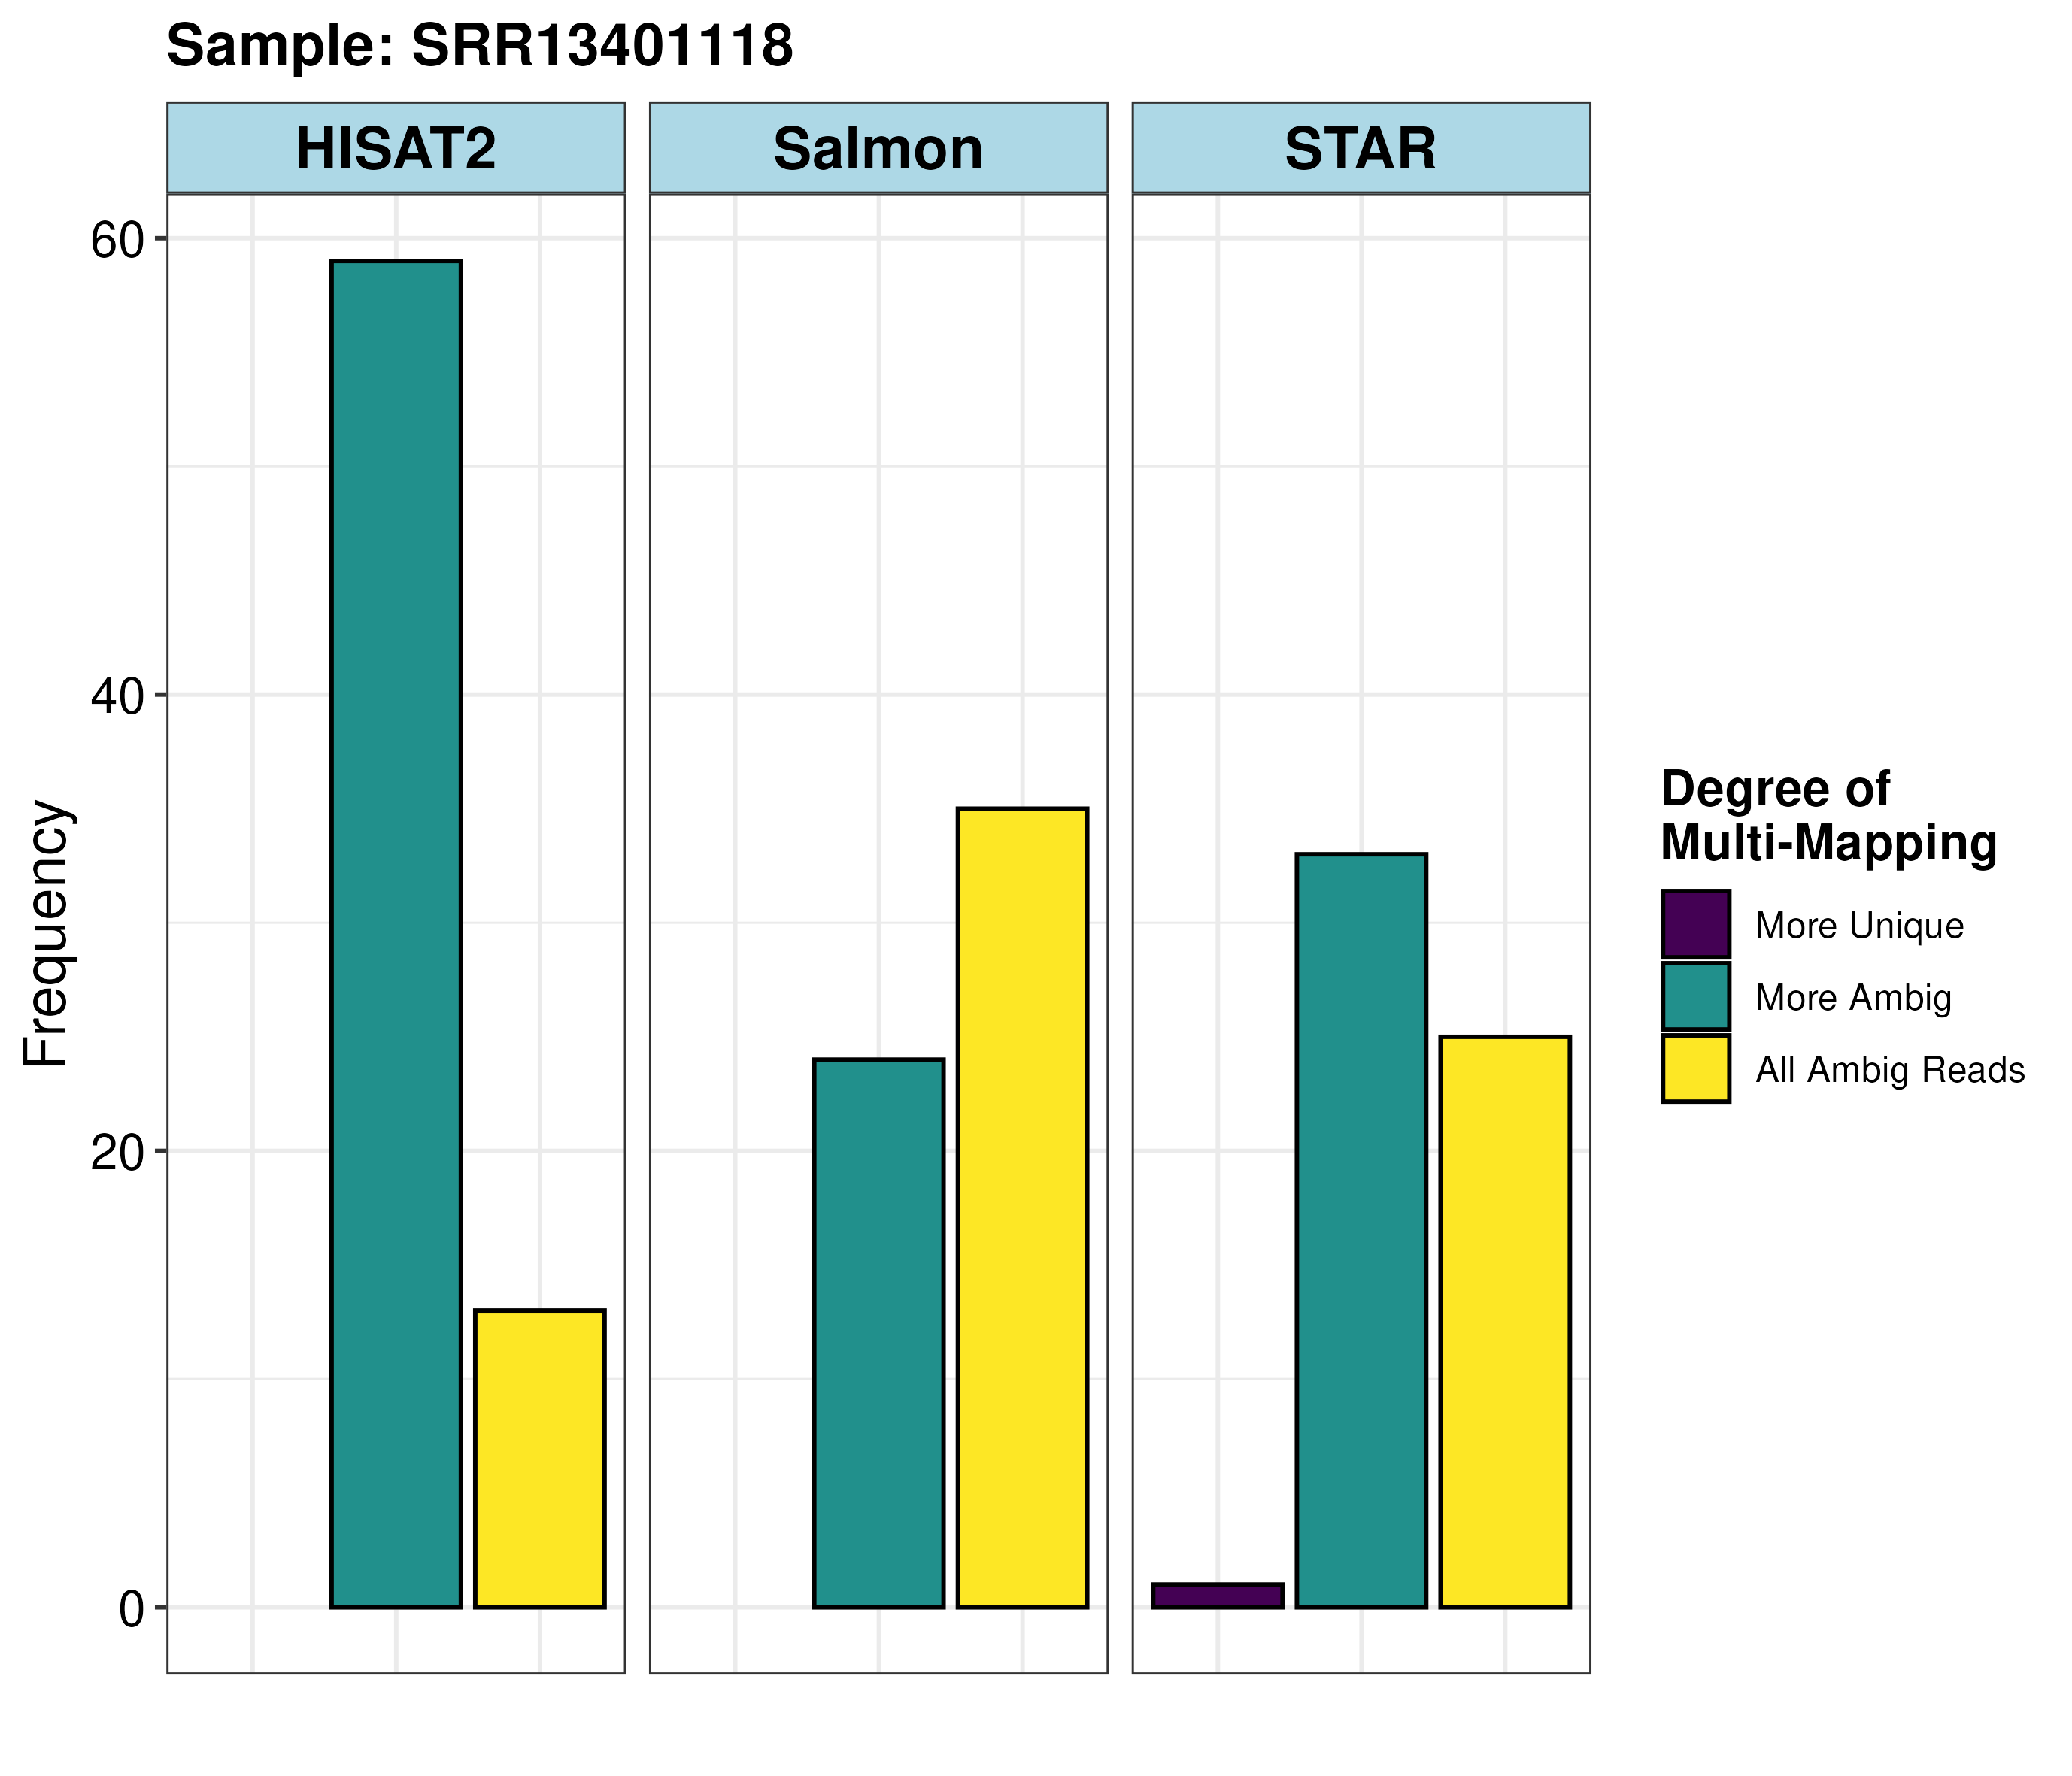 Sample: SRR13401118
HISAT2
Salmon
STAR
60
40
20
0
Frequency
Degree of
Multi-Mapping
More Unique
More Ambig
All Ambig Reads